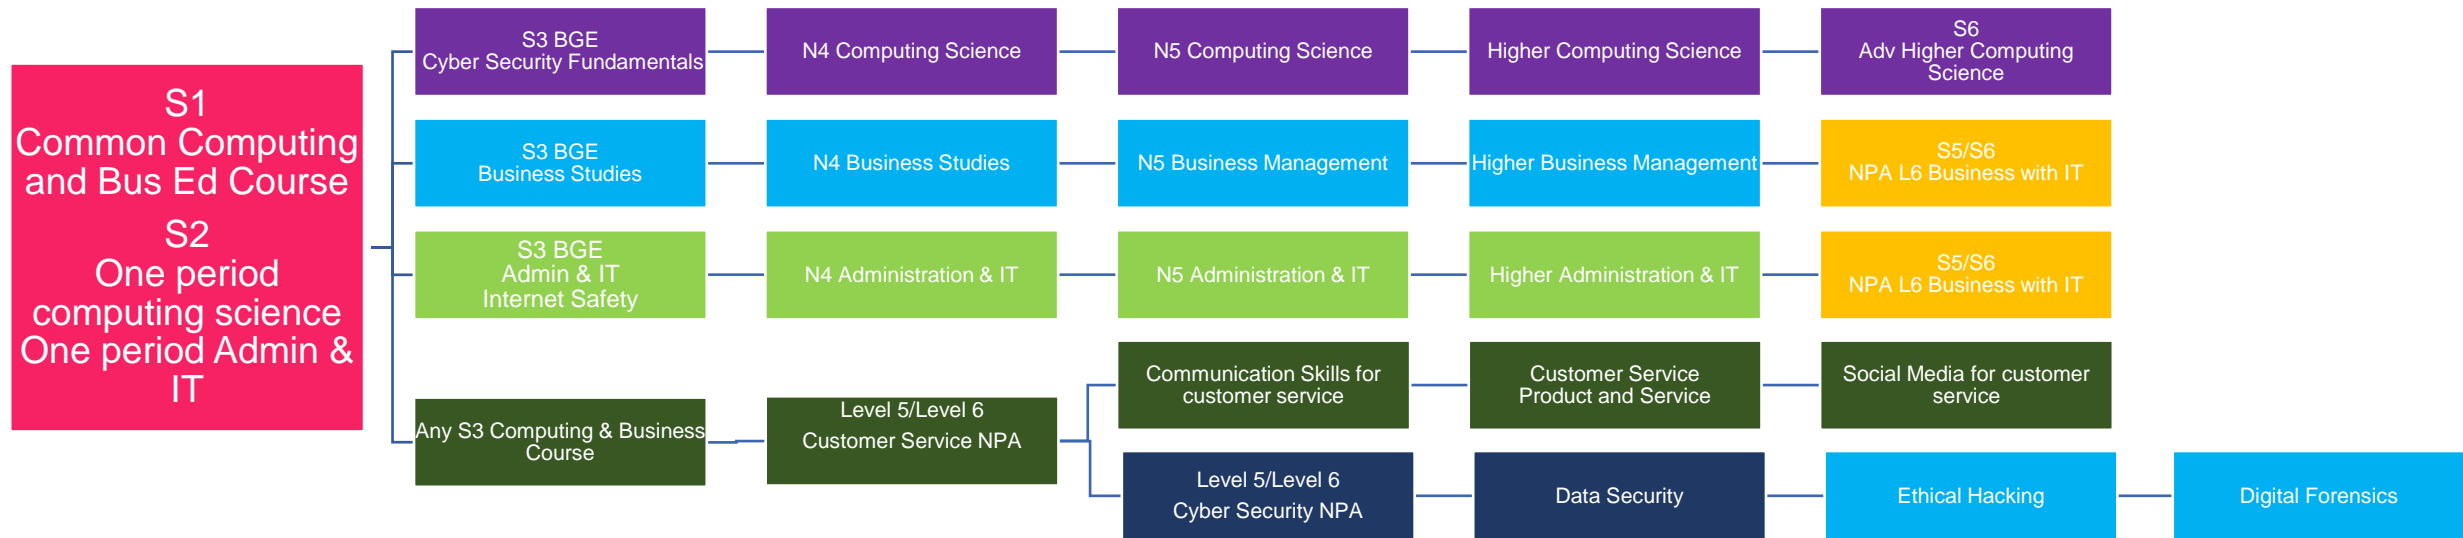 S1
Common Computing
and Bus Ed Course
S2
One period
computing science
One period Admin &
IT
S3 BGE
Cyber Security Fundamentals
N4 Computing Science
N5 Computing Science
Higher Computing Science
S6
Adv Higher Computing
Science
S3 BGE
Business Studies
N4 Business Studies
N5 Business Management
Higher Business Management
S5/S6
NPA L6 Business with IT
S3 BGE
Admin & IT
Internet Safety
N4 Administration & IT
N5 Administration & IT
Higher Administration & IT
S5/S6
NPA L6 Business with IT
Any S3 Computing & Business
Course
Level 5/Level 6
Customer Service NPA
Communication Skills for
customer service
Customer Service
Product and Service
Social Media for customer
service
Level 5/Level 6
Cyber Security NPA
Data Security
Ethical Hacking
Digital Forensics